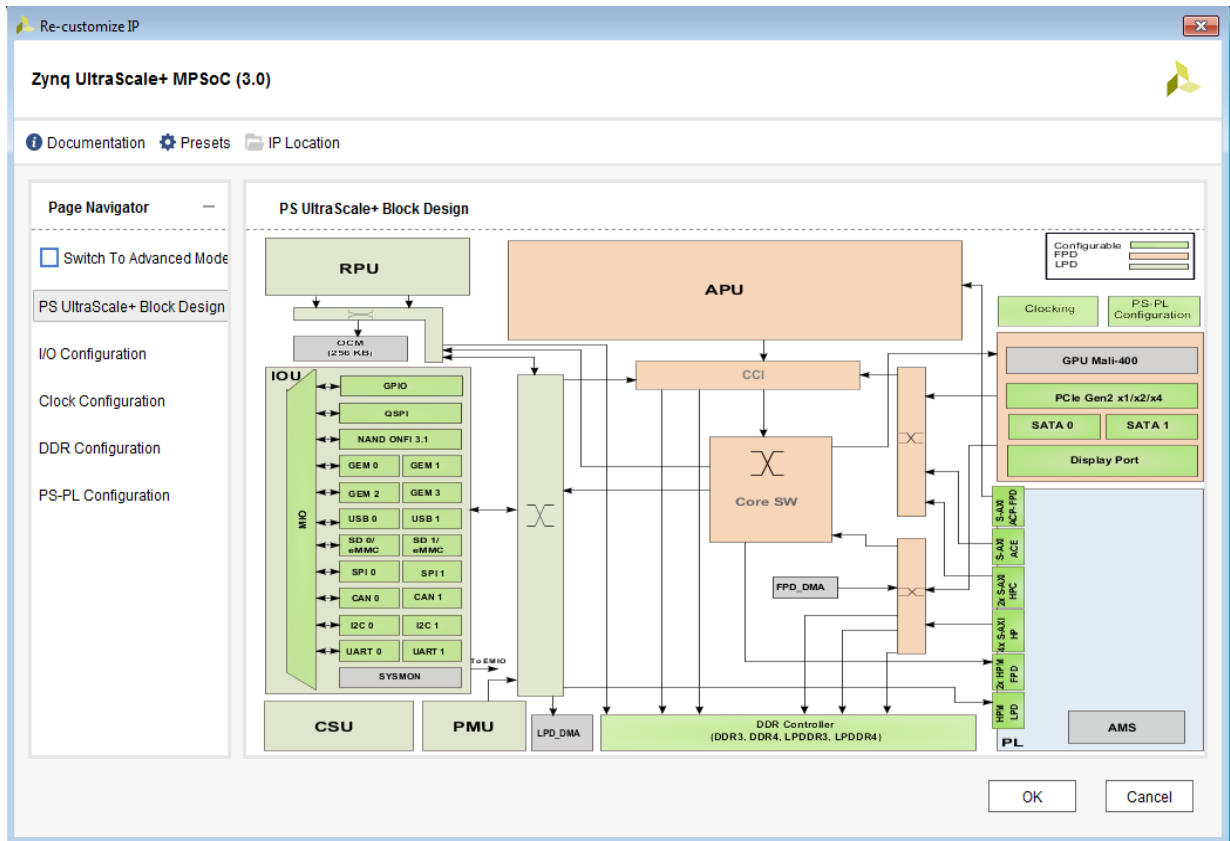 Re-customize IP
Zynq UltraScale+ MPSoC (3.0)
Documentation Presets IP Location
Page Navigator
Switch To Advanced Mode
PS UltraScale+ Block Design
I/O Configuration
Clock Configuration
DDR Configuration
PS-PL Configuration
PS UltraScale+ Block Design
Configurable
FPD
LPD
RPU
APU
Clocking
PS-PL
Configuration
OCM
(256 KB)
IOU
MIO
GPIO
QSPI
NAND ONFI 3.1
GEM 0 GEM 1
GEM 2 GEM 3
USB 0 USB 1
SD 0/
eMMC
SD 1/
eMMC
SPI 0 SPI 1
CAN 0 CAN 1
I2C 0 I2C 1
UART 0 UART 1
SYSMON
To EMIO
CCI
Core SW
FPD_DMA
GPU Mali-400
PCIe Gen2 x1/x2/x4
SATA 0 SATA 1
Display Port
S-AXI
ACP-FPD
S-AXI
ACE
2x S-AXI
HPC
4x S-AXI
HP
2x HPM
FPD
HPM
LPD
CSU
PMU
LPD_DMA
DDR Controller
(DDR3, DDR4, LPDDR3, LPDDR4)
PL
AMS
OK Cancel